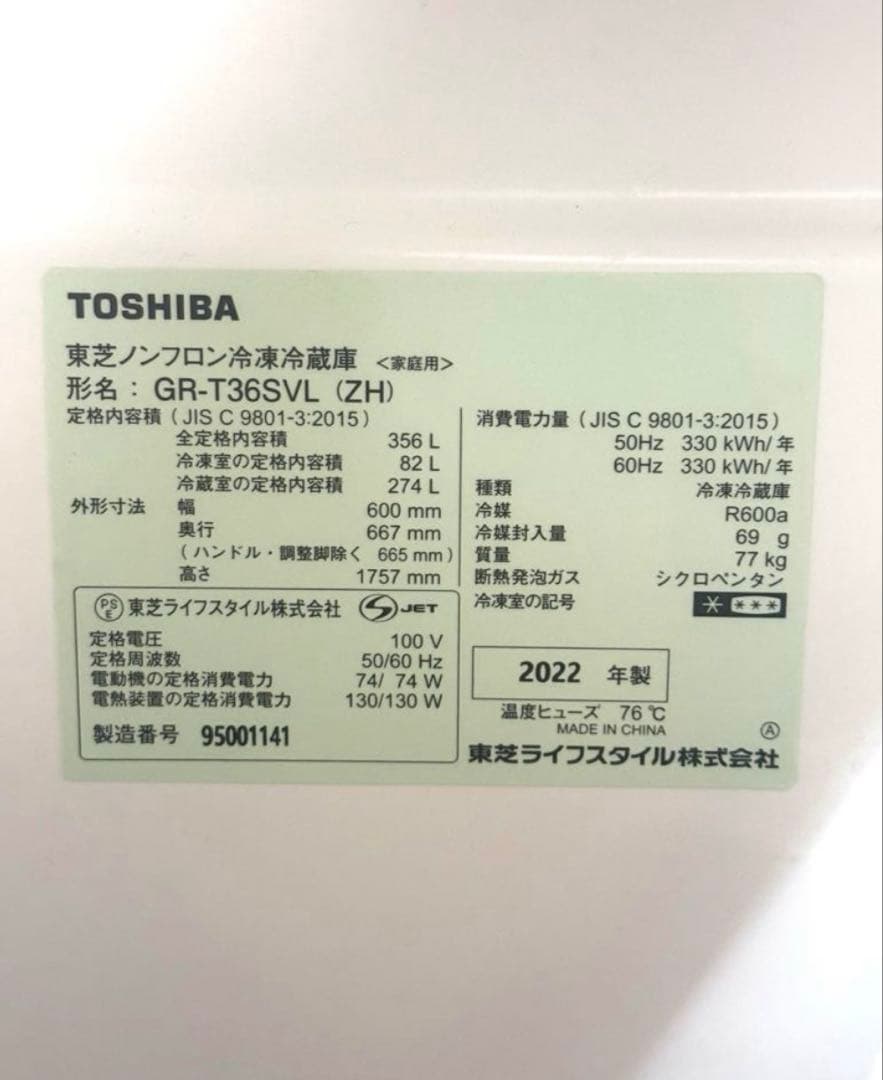 TOSHIBA
東芝ノンフロン冷凍冷蔵庫 <家庭用>
形名： GR-T36SVL (ZH)
定格内容積 ( JIS C 9801-3:2015 )
全定格内容積 356 L
冷凍室の定格内容積 82 L
冷蔵室の定格内容積 274 L
外形寸法 幅 600 mm
奥行 667 mm
( ハンドル・調整脚除く 665 mm )
高さ 1757 mm
PS E 東芝ライフスタイル株式会社 S JET
定格電圧 100 V
定格周波数 50/60 Hz
電動機の定格消費電力 74/ 74 W
電熱装置の定格消費電力 130/130 W
製造番号 95001141
消費電力量 ( JIS C 9801-3:2015 )
50Hz 330 kWh/ 年
60Hz 330 kWh/ 年
種類 冷凍冷蔵庫
冷媒 R600a
冷媒封入量 69 g
質量 77 kg
断熱発泡ガス シクロペンタン
冷凍室の記号 * ***
2022 年製
温度ヒューズ 76 ℃
MADE IN CHINA
Ⓐ
東芝ライフスタイル株式会社